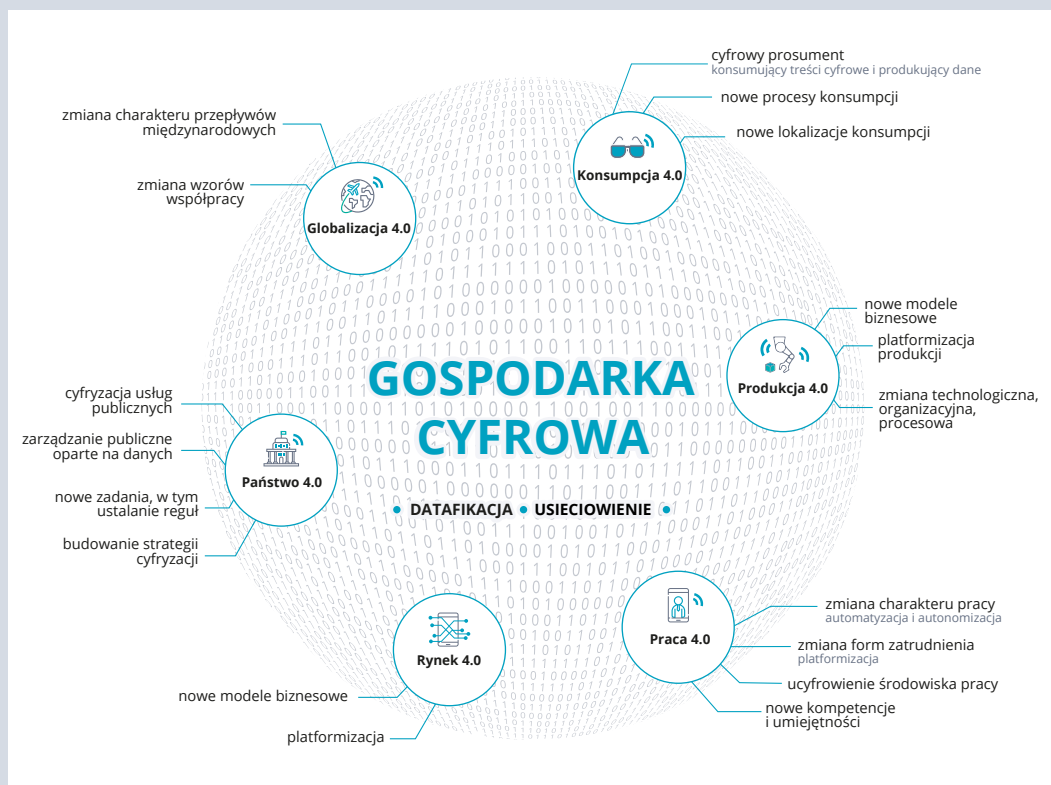 GOSPODARKA
CYFROWA
• DATAFIKACJA • USIECIOWIENIE •
Konsumpcja 4.0
cyfrowy prosument
konsumujący treści cyfrowe i produkujący dane
nowe procesy konsumpcji
nowe lokalizacje konsumpcji
Produkcja 4.0
nowe modele
biznesowe
platformizacja
produkcji
zmiana technologiczna,
organizacyjna,
procesowa
Praca 4.0
zmiana charakteru pracy
automatyzacja i autonomizacja
zmiana form zatrudnienia
platformizacja
ucyfrowienie środowiska pracy
nowe kompetencje
i umiejętności
Rynek 4.0
nowe modele biznesowe
platformizacja
Państwo 4.0
cyfryzacja usług
publicznych
zarządzanie publiczne
oparte na danych
nowe zadania, w tym
ustalanie reguł
budowanie strategii
cyfryzacji
Globalizacja 4.0
zmiana charakteru przepływów
międzynarodowych
zmiana wzorów
współpracy